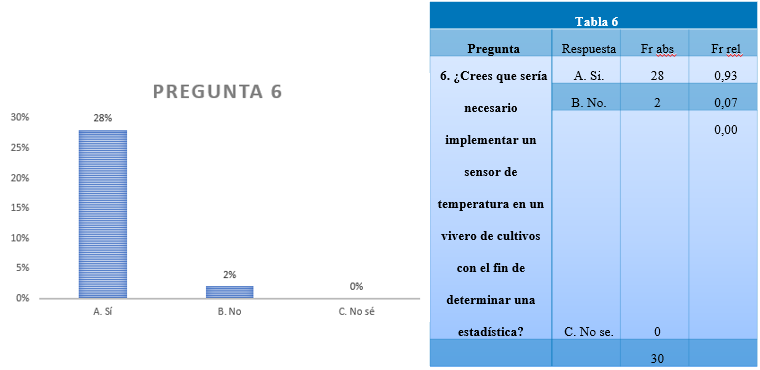 PREGUNTA 6
30%
25%
20%
15%
10%
5%
0%
28%
2%
0%
A. Sí
B. No
C. No sé
Tabla 6
Pregunta Respuesta Fr abs Fr rel
6. ¿Crees que sería A. Si. 28 0,93
necesario B. No. 2 0,07
implementar un 0,00
sensor de
temperatura en un
vivero de cultivos
con el fin de
determinar una
estadística? C. No se. 0
30